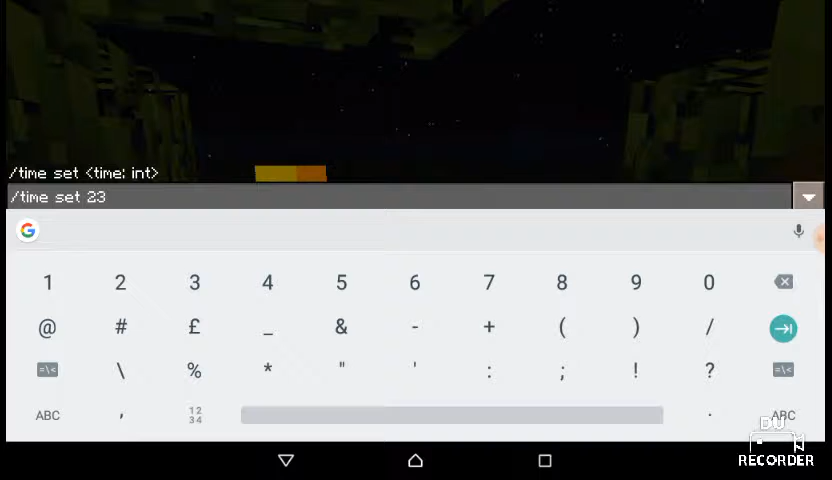 /time set <time: int>
/time set 23
G
1 2 3 4 5 6 7 8 9 0
@ # £ _ & - + ( ) /
=\< \ % * " ' : ; ! ? =\<
ABC , 12 34 . ABC
DU
RECORDER